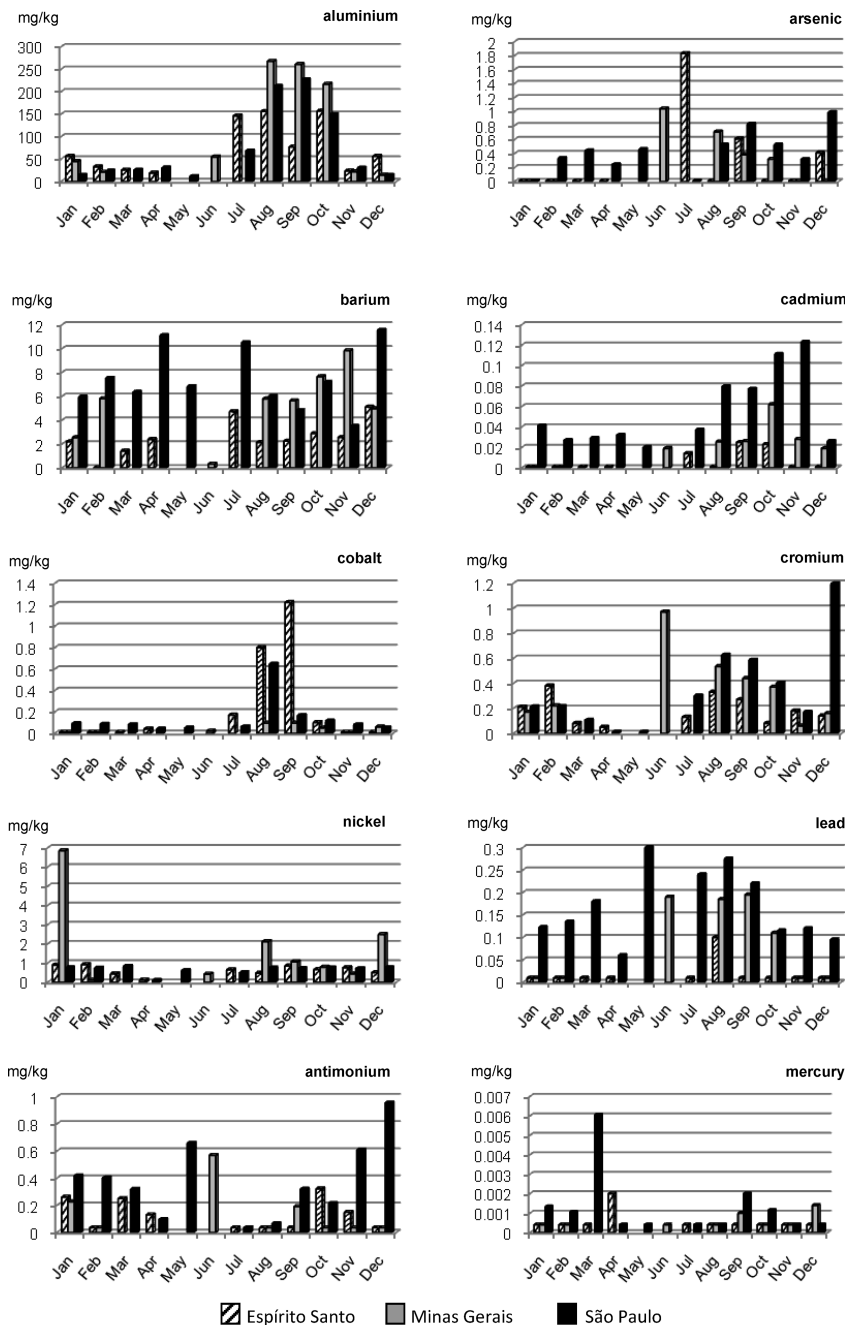 mg/kg
aluminium
300
250
200
150
100
50
0
Jan Feb Mar Apr May Jun Jul Aug Sep Oct Nov Dec
mg/kg
arsenic
2
1.8
1.6
1.4
1.2
1
0.8
0.6
0.4
0.2
0
Jan Feb Mar Apr May Jun Jul Aug Sep Oct Nov Dec
mg/kg
barium
12
10
8
6
4
2
0
Jan Feb Mar Apr May Jun Jul Aug Sep Oct Nov Dec
mg/kg
cadmium
0.14
0.12
0.1
0.08
0.06
0.04
0.02
0
Jan Feb Mar Apr May Jun Jul Aug Sep Oct Nov Dec
mg/kg
cobalt
1.4
1.2
1
0.8
0.6
0.4
0.2
0
Jan Feb Mar Apr May Jun Jul Aug Sep Oct Nov Dec
mg/kg
cromium
1.2
1
0.8
0.6
0.4
0.2
0
Jan Feb Mar Apr May Jun Jul Aug Sep Oct Nov Dec
mg/kg
nickel
7
6
5
4
3
2
1
0
Jan Feb Mar Apr May Jun Jul Aug Sep Oct Nov Dec
mg/kg
lead
0.3
0.25
0.2
0.15
0.1
0.05
0
Jan Feb Mar Apr May Jun Jul Aug Sep Oct Nov Dec
mg/kg
antimonium
1
0.8
0.6
0.4
0.2
0
Jan Feb Mar Apr May Jun Jul Aug Sep Oct Nov Dec
mg/kg
mercury
0.007
0.006
0.005
0.004
0.003
0.002
0.001
0
Jan Feb Mar Apr May Jun Jul Aug Sep Oct Nov Dec
Espírito Santo Minas Gerais São Paulo